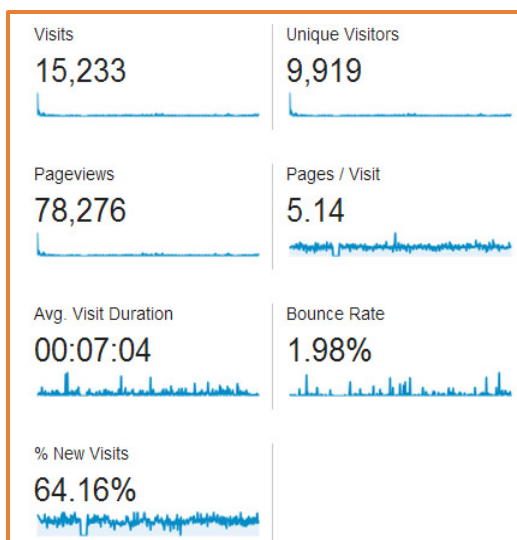 Visits
15,233
Unique Visitors
9,919
Pageviews
78,276
Pages / Visit
5.14
Avg. Visit Duration
00:07:04
Bounce Rate
1.98%
% New Visits
64.16%